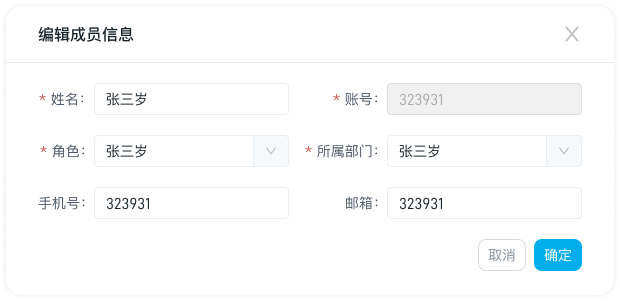 编辑成员信息
* 姓名： 张三岁 * 账号： 323931
* 角色： 张三岁 * 所属部门： 张三岁
手机号： 323931 邮箱： 323931
取消 确定